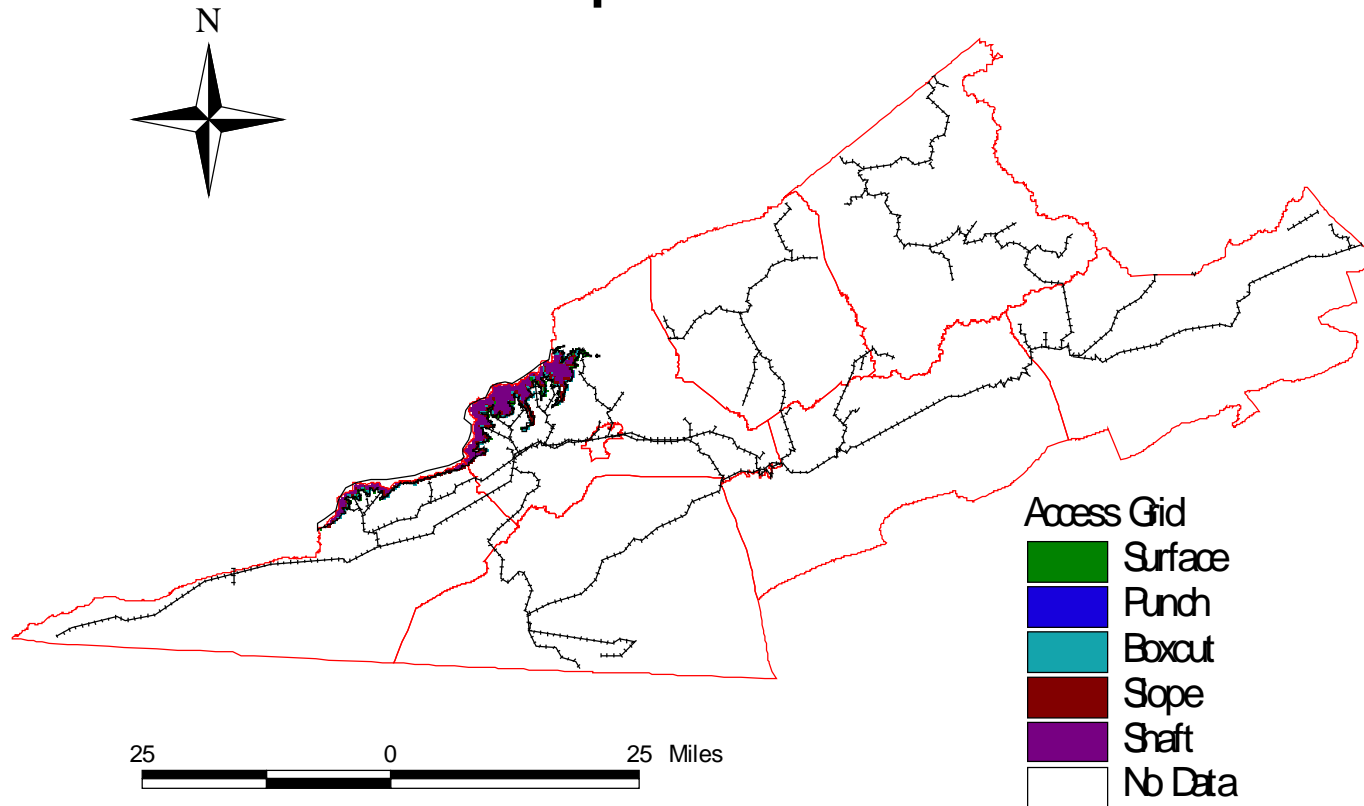 N
Access Grid
Surface
Punch
Boxcut
Slope
Shaft
No Data
25 0 25 Miles